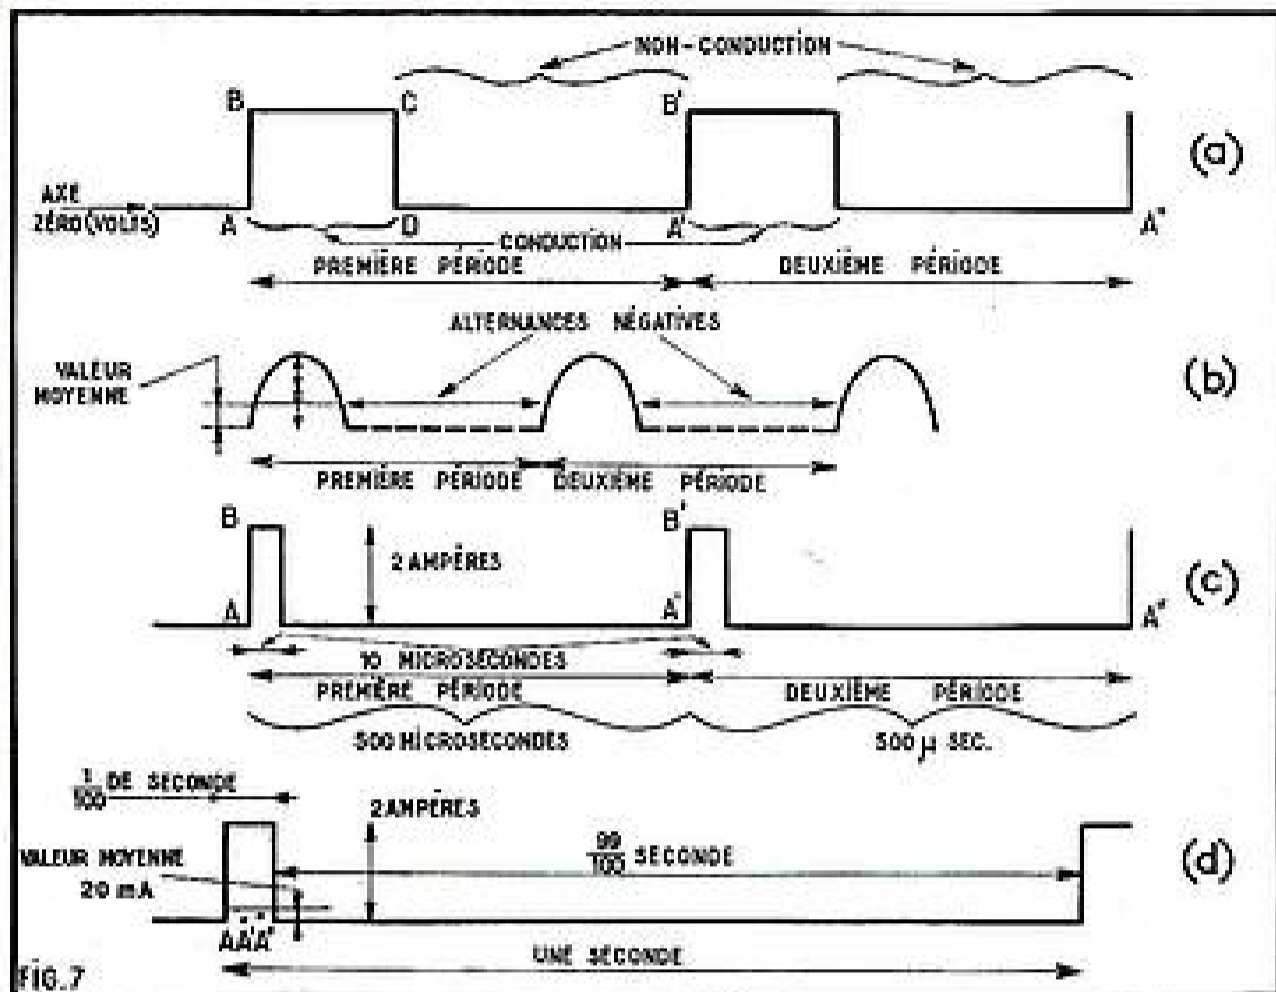 NON-CONDUCTION
B C B'
(a)
AXE
ZÉRO (VOLTS)
A D A' A"
CONDUCTION
PREMIÈRE PÉRIODE DEUXIÈME PÉRIODE
ALTERNANCES NÉGATIVES
VALEUR
MOYENNE
(b)
PREMIÈRE PÉRIODE DEUXIÈME PÉRIODE
B B'
2 AMPÈRES
(c)
A A' A"
10 MICROSECONDES
PREMIÈRE PÉRIODE DEUXIÈME PÉRIODE
500 MICROSECONDES 500 µ SEC.
1/100 DE SECONDE
2 AMPÈRES
99/100 SECONDE
VALEUR MOYENNE
20 mA
(d)
AA'A"
UNE SECONDE
FIG.7